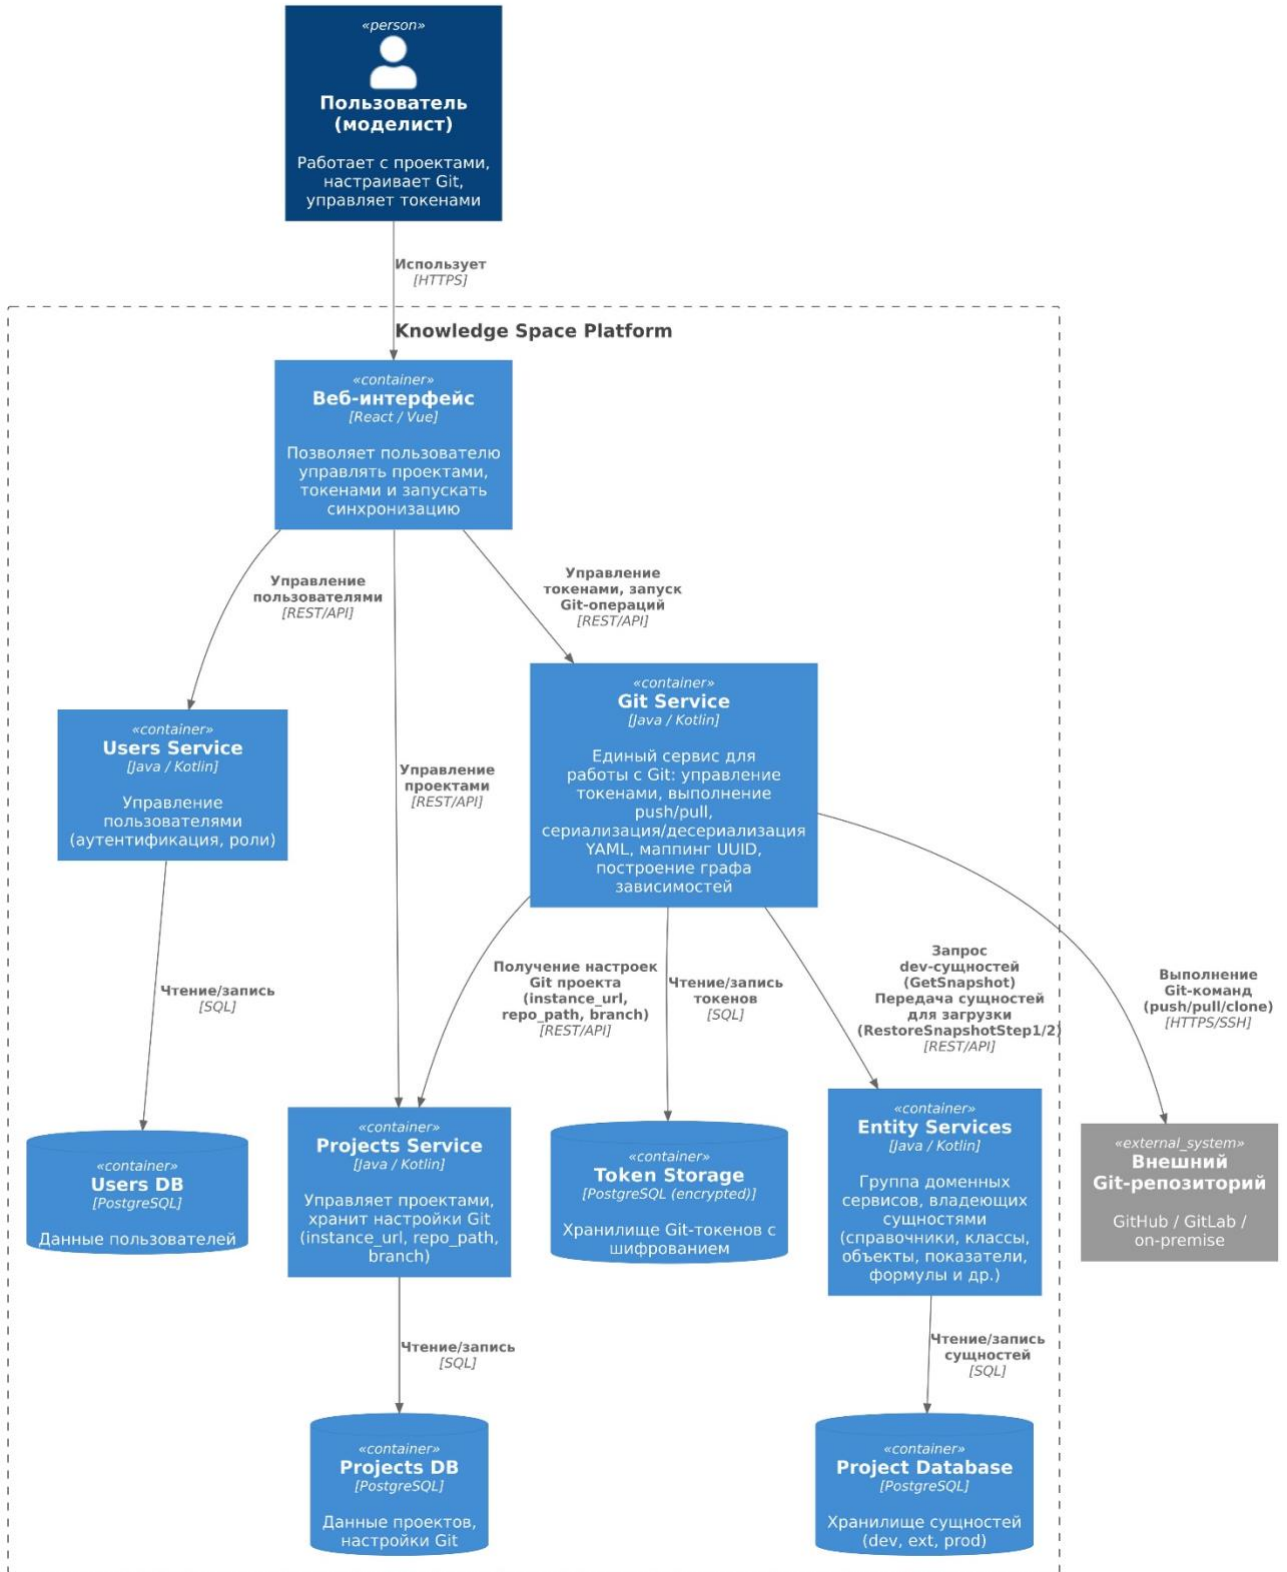 «person»
Пользователь
(моделист)
Работает с проектами,
настраивает Git,
управляет токенами
Использует
[HTTPS]
Knowledge Space Platform
«container»
Веб-интерфейс
[React / Vue]
Позволяет пользователю
управлять проектами,
токенами и запускать
синхронизацию
Управление
пользователями
[REST/API]
Управление
токенами, запуск
Git-операций
[REST/API]
Управление
проектами
[REST/API]
«container»
Users Service
[Java / Kotlin]
Управление
пользователями
(аутентификация, роли)
«container»
Git Service
[Java / Kotlin]
Единый сервис для
работы с Git: управление
токенами, выполнение
push/pull,
сериализация/десериализация
YAML, маппинг UUID,
построение графа
зависимостей
Чтение/запись
[SQL]
Получение настроек
Git проекта
(instance_url,
repo_path, branch)
[REST/API]
Чтение/запись
токенов
[SQL]
Запрос
dev-сущностей
(GetSnapshot)
Передача сущностей
для загрузки
(RestoreSnapshotStep1/2)
[REST/API]
Выполнение
Git-команд
(push/pull/clone)
[HTTPS/SSH]
«container»
Users DB
[PostgreSQL]
Данные пользователей
«container»
Projects Service
[Java / Kotlin]
Управляет проектами,
хранит настройки Git
(instance_url, repo_path,
branch)
«container»
Token Storage
[PostgreSQL (encrypted)]
Хранилище Git-токенов с
шифрованием
«container»
Entity Services
[Java / Kotlin]
Группа доменных
сервисов, владеющих
сущностями
(справочники, классы,
объекты, показатели,
формулы и др.)
«external_system»
Внешний
Git-репозиторий
GitHub / GitLab /
on-premise
Чтение/запись
[SQL]
Чтение/запись
сущностей
[SQL]
«container»
Projects DB
[PostgreSQL]
Данные проектов,
настройки Git
«container»
Project Database
[PostgreSQL]
Хранилище сущностей
(dev, ext, prod)